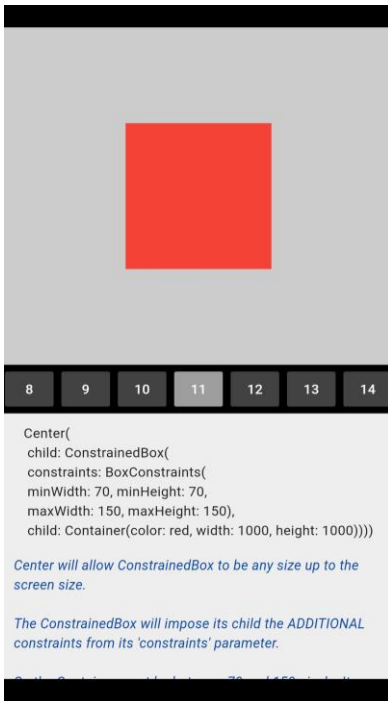 8 9 10 11 12 13 14
Center(
child: ConstrainedBox(
constraints: BoxConstraints(
minWidth: 70, minHeight: 70,
maxWidth: 150, maxHeight: 150),
child: Container(color: red, width: 1000, height: 1000))))
Center will allow ConstrainedBox to be any size up to the
screen size.
The ConstrainedBox will impose its child the ADDITIONAL
constraints from its 'constraints' parameter.